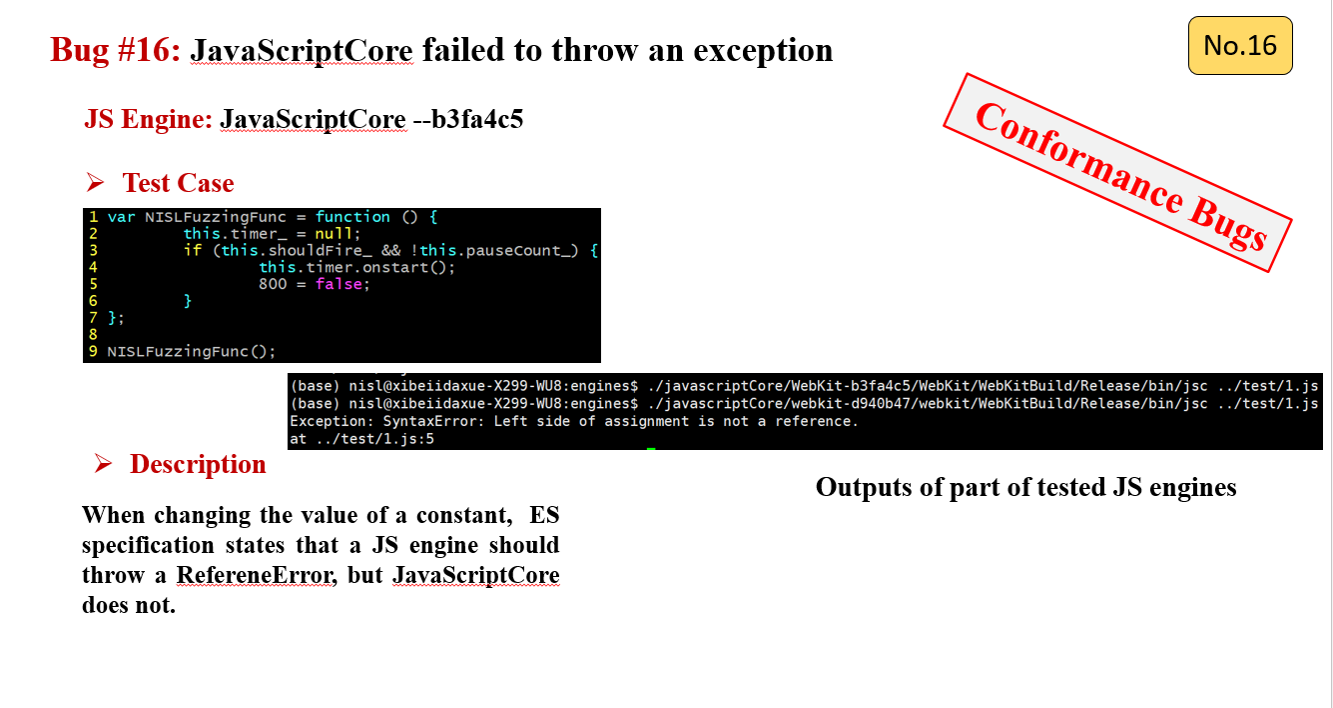 Bug #16: JavaScriptCore failed to throw an exception
No.16
JS Engine: JavaScriptCore --b3fa4c5
Conformance Bugs
➢ Test Case
1 var NISLFuzzingFunc = function () {
2         this.timer_ = null;
3         if (this.shouldFire_ && !this.pauseCount_) {
4                 this.timer.onstart();
5                 800 = false;
6         }
7 };
8
9 NISLFuzzingFunc();
(base) nisl@xibeiidaxue-X299-WU8:engines$ ./javascriptCore/WebKit-b3fa4c5/WebKit/WebKitBuild/Release/bin/jsc ../test/1.js
(base) nisl@xibeiidaxue-X299-WU8:engines$ ./javascriptCore/webkit-d940b47/webkit/WebKitBuild/Release/bin/jsc ../test/1.js
Exception: SyntaxError: Left side of assignment is not a reference.
at ../test/1.js:5
➢ Description
Outputs of part of tested JS engines
When changing the value of a constant, ES
specification states that a JS engine should
throw a RefereneError, but JavaScriptCore
does not.